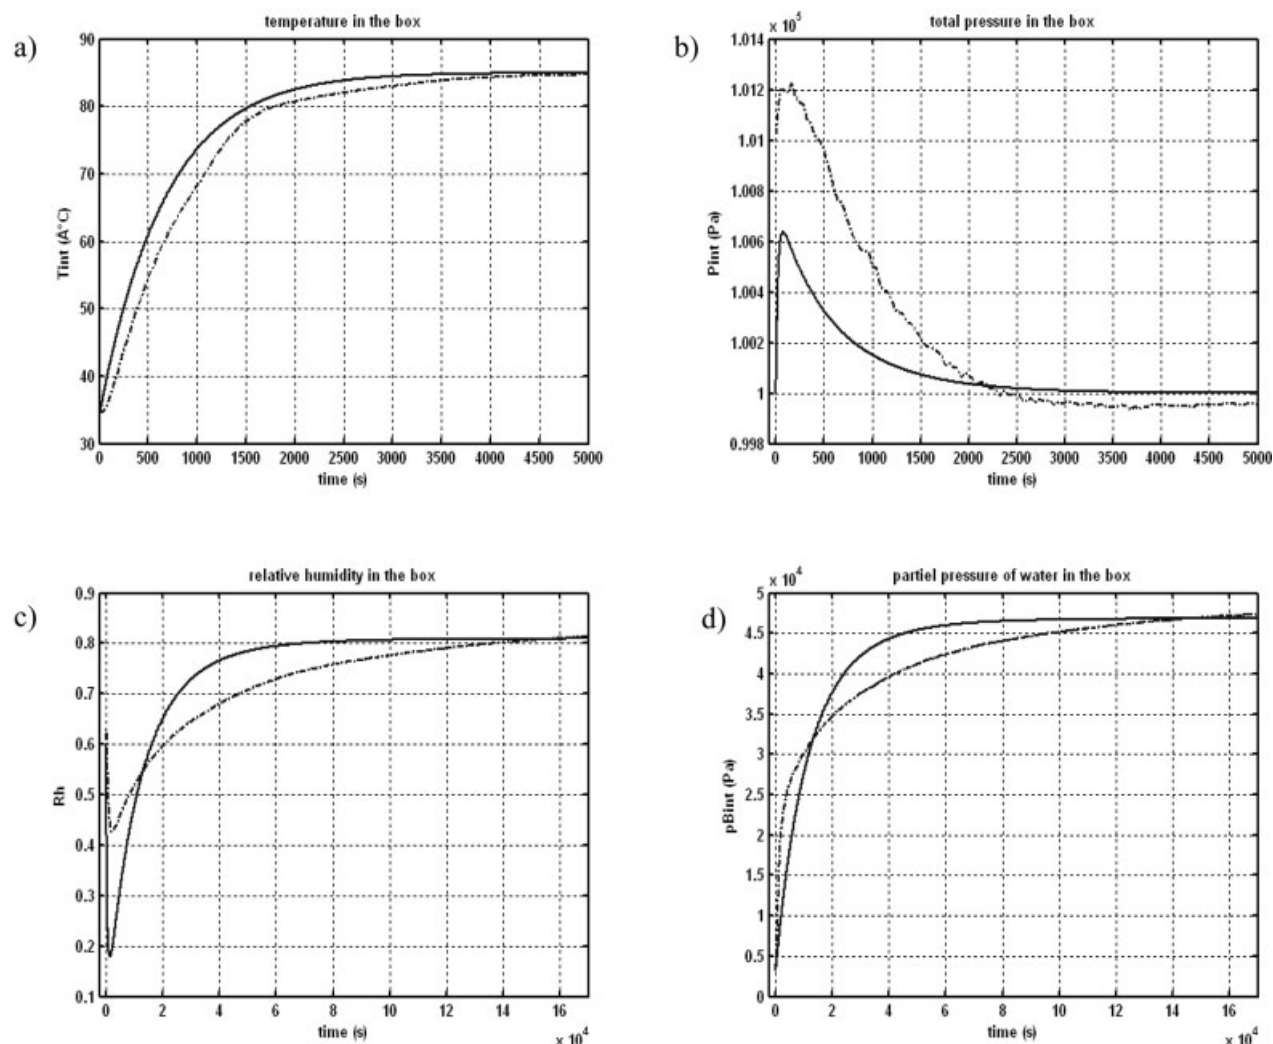 a)
temperature in the box
90
80
70
60
50
40
30
Tint (Â°C)
0 500 1000 1500 2000 2500 3000 3500 4000 4500 5000
time (s)
b)
total pressure in the box
x 10^5
1.014
1.012
1.01
1.008
1.006
1.004
1.002
1
0.998
Pint (Pa)
0 500 1000 1500 2000 2500 3000 3500 4000 4500 5000
time (s)
c)
relative humidity in the box
0.9
0.8
0.7
0.6
0.5
0.4
0.3
0.2
0.1
Rh
0 2 4 6 8 10 12 14 16
time (s)
x 10^4
d)
partiel pressure of water in the box
x 10^4
5
4.5
4
3.5
3
2.5
2
1.5
1
0.5
0
pBint (Pa)
0 2 4 6 8 10 12 14 16
time (s)
x 10^4